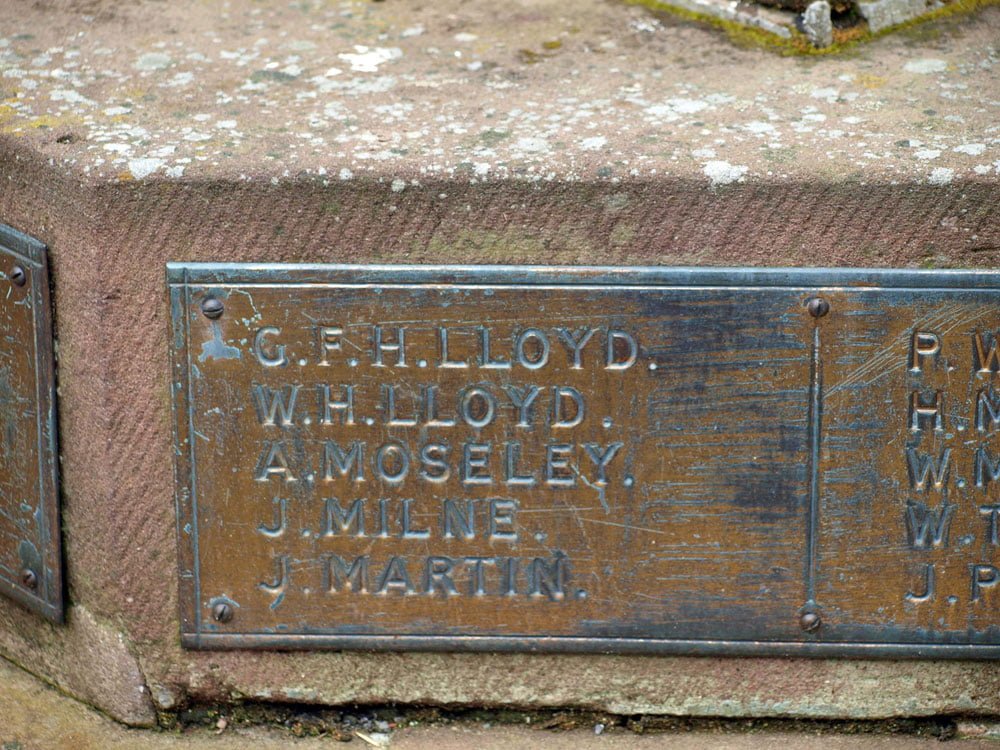 G.F.H.LLOYD.
W.H.LLOYD.
A.MOSELEY.
J.MILNE.
J.MARTIN.
P.
H.
W.
W.T
J.P